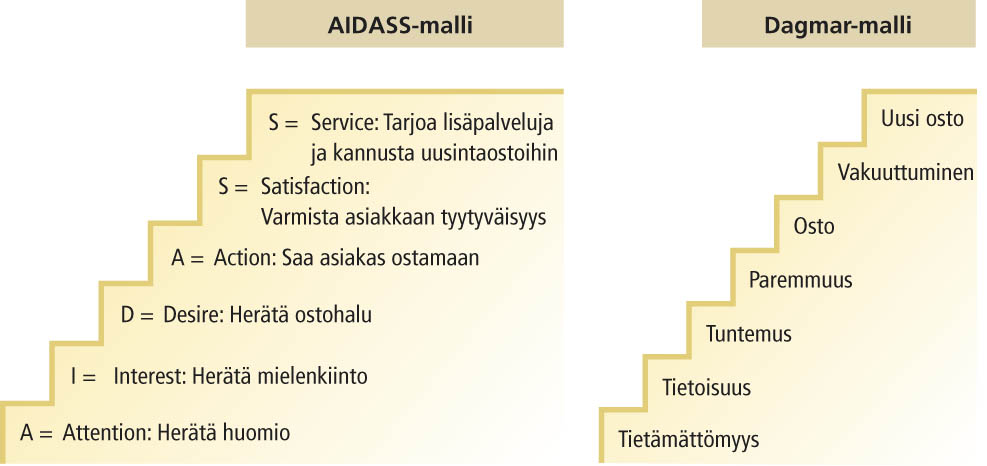 AIDASS-malli
S = Service: Tarjoa lisäpalveluja
ja kannusta uusintaostoihin
S = Satisfaction:
Varmista asiakkaan tyytyväisyys
A = Action: Saa asiakas ostamaan
D = Desire: Herätä ostohalu
I = Interest: Herätä mielenkiinto
A = Attention: Herätä huomio
Dagmar-malli
Uusi osto
Vakuuttuminen
Osto
Paremmuus
Tuntemus
Tietoisuus
Tietämättömyys